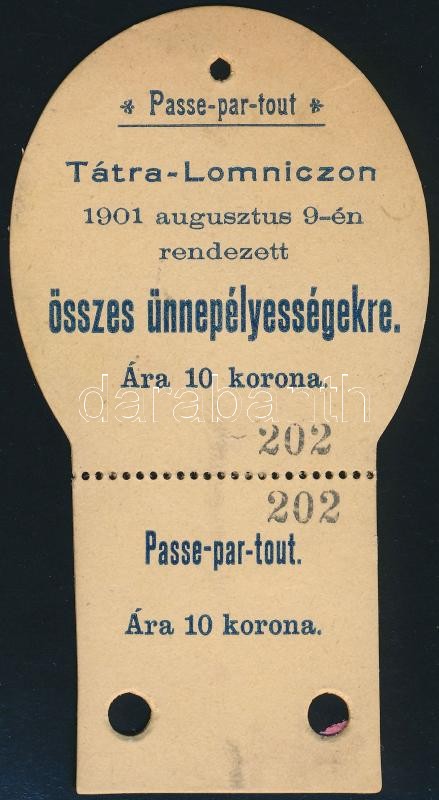 * Passe-par-tout *
Tátra-Lomniczon
1901 augusztus 9-én
rendezett
összes ünnepélyességekre.
Ára 10 korona.
darabanth
202
202
Passe-par-tout.
Ára 10 korona.